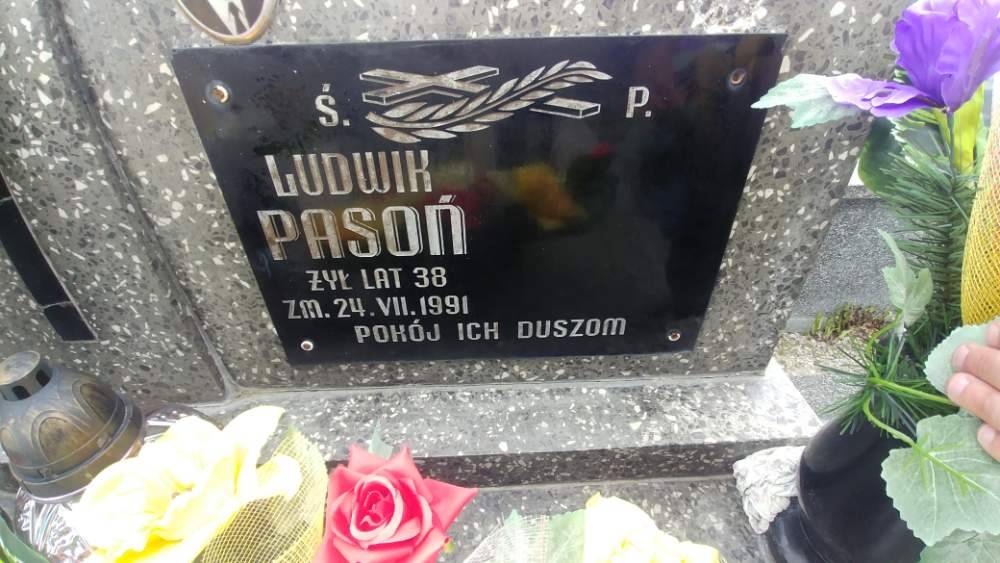 Ś. P.
LUDWIK
PASOŃ
ŻYŁ LAT 38
ZM. 24.VII.1991
POKÓJ ICH DUSZOM